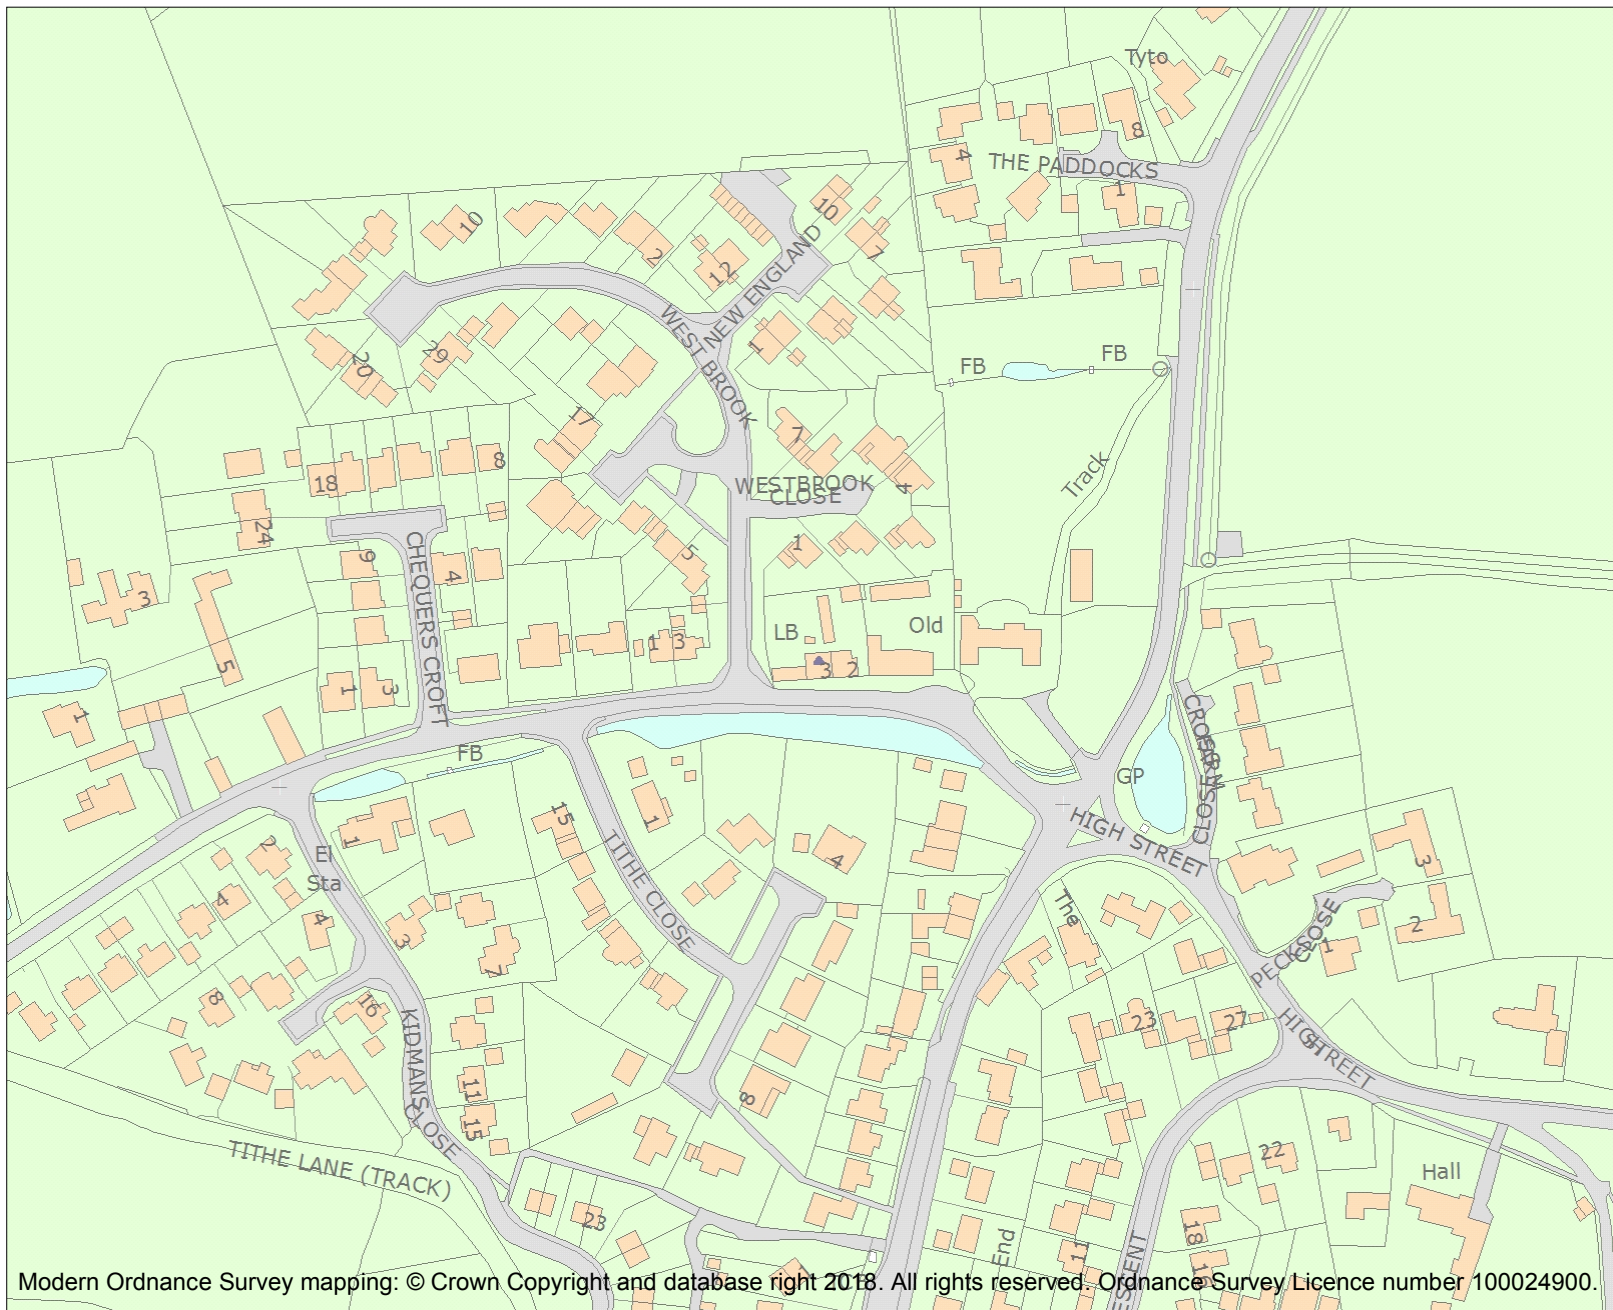 Tyto
8
4
THE PADDOCKS
1
10
10
2
12
7
NEW ENGLAND
WEST BROOK
1
20
29
FB
FB
17
7
8
18
WESTBROOK
CLOSE
4
Track
24
9
CHEQUERS CROFT
4
5
1
3
5
1
3
LB
Old
3
2
1
3
1
FB
CLOSE
GP
HIGH STREET
1
15
1
TITHE CLOSE
4
2
El
Sta
4
4
3
7
The
3
2
1
PECKS
CLOSE
8
16
KIDMANS
CLOSE
11
15
8
23
27
HIGH
STREET
TITHE LANE (TRACK)
23
22
Hall
18
16
11
End
Modern Ordnance Survey mapping: © Crown Copyright and database right 2018. All rights reserved. Ordnance Survey Licence number 100024900.